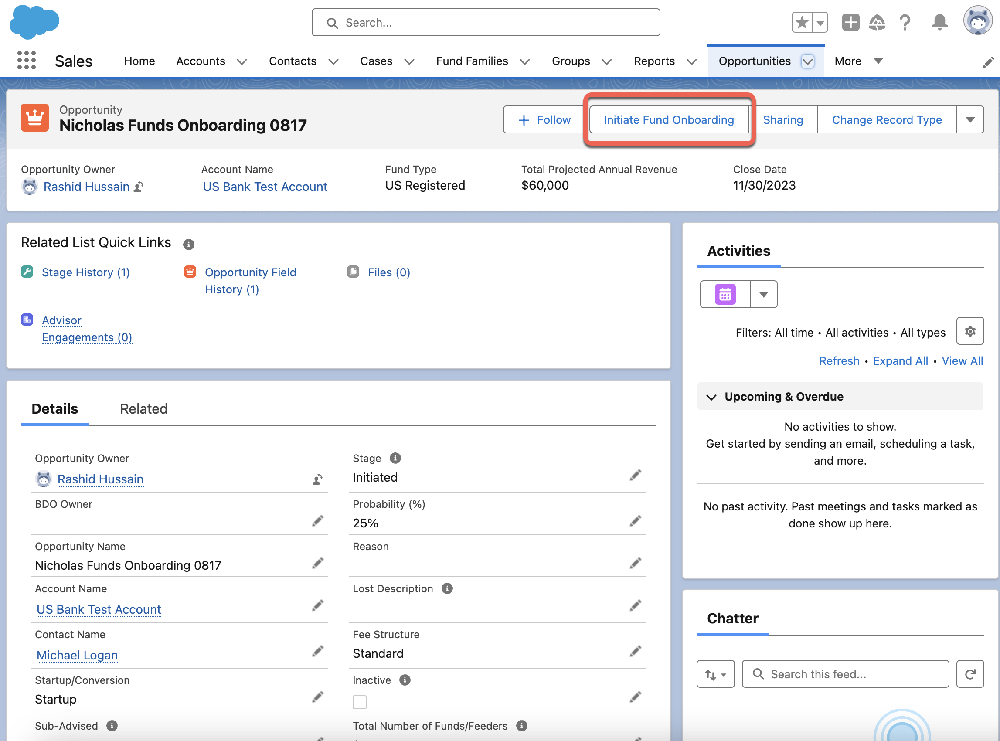 Search...
Sales
Home
Accounts
Contacts
Cases
Fund Families
Groups
Reports
Opportunities
More
Opportunity
Nicholas Funds Onboarding 0817
Follow
Initiate Fund Onboarding
Sharing
Change Record Type
Opportunity Owner
Rashid Hussain
Account Name
US Bank Test Account
Fund Type
US Registered
Total Projected Annual Revenue
$60,000
Close Date
11/30/2023
Related List Quick Links
Stage History (1)
Opportunity Field
History (1)
Files (0)
Advisor
Engagements (0)
Details
Related
Opportunity Owner
Rashid Hussain
BDO Owner
Opportunity Name
Nicholas Funds Onboarding 0817
Account Name
US Bank Test Account
Contact Name
Michael Logan
Startup/Conversion
Startup
Sub-Advised
Stage
Initiated
Probability (%)
25%
Reason
Lost Description
Fee Structure
Standard
Inactive
Total Number of Funds/Feeders
Activities
Filters: All time • All activities • All types
Refresh • Expand All • View All
Upcoming & Overdue
No activities to show.
Get started by sending an email, scheduling a task,
and more.
No past activity. Past meetings and tasks marked as
done show up here.
Chatter
Search this feed...